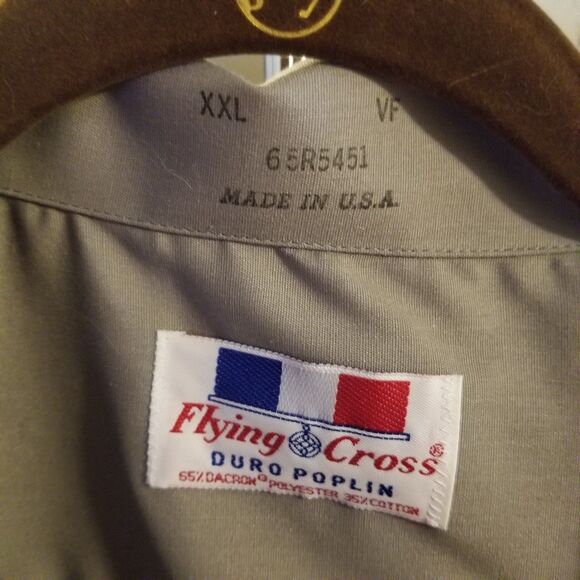 XXL VF
65R5451
MADE IN U.S.A.
Flying Cross®
DURO POPLIN
65% DACRON® POLYESTER 35% COTTON